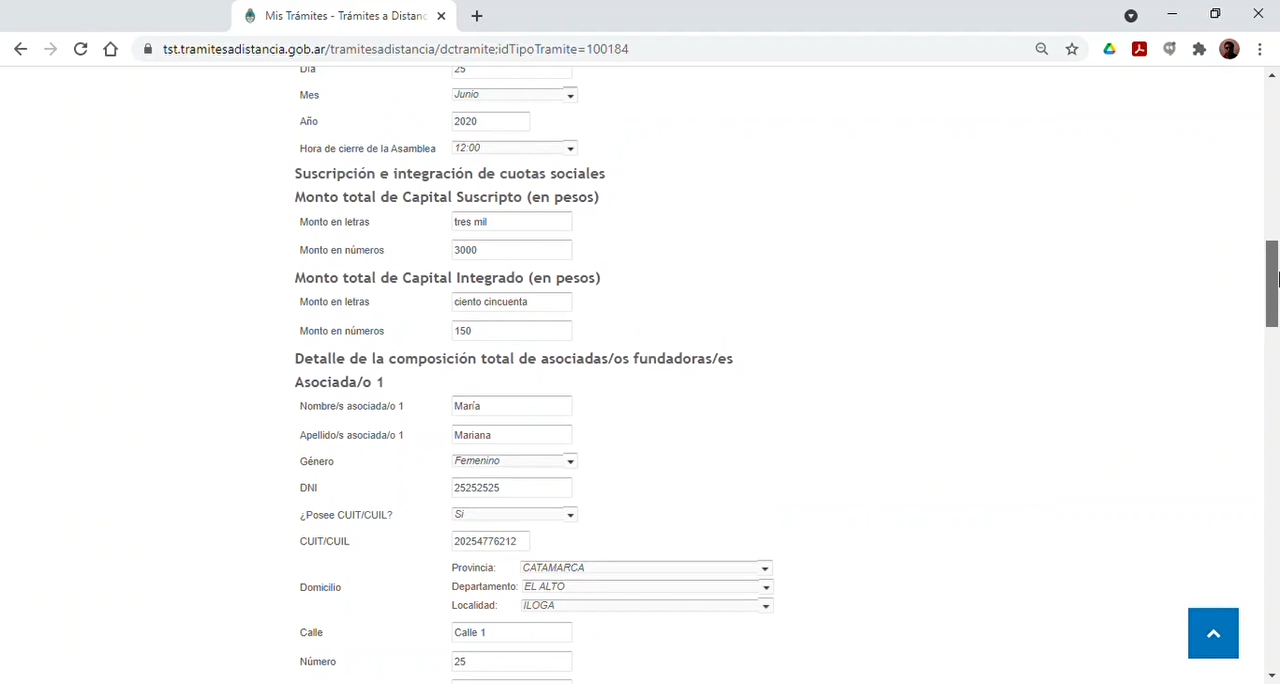 Mis Trámites - Trámites a Distanc
tst.tramitesadistancia.gob.ar/tramitesadistancia/dctramite;idTipoTramite=100184
Día 25
Mes Junio
Año 2020
Hora de cierre de la Asamblea 12:00
Suscripción e integración de cuotas sociales
Monto total de Capital Suscripto (en pesos)
Monto en letras tres mil
Monto en números 3000
Monto total de Capital Integrado (en pesos)
Monto en letras ciento cincuenta
Monto en números 150
Detalle de la composición total de asociadas/os fundadoras/es
Asociada/o 1
Nombre/s asociada/o 1 María
Apellido/s asociada/o 1 Mariana
Género Femenino
DNI 25252525
¿Posee CUIT/CUIL? Si
CUIT/CUIL 20254776212
Provincia: CATAMARCA
Domicilio Departamento: EL ALTO
Localidad: ILOGA
Calle Calle 1
Número 25